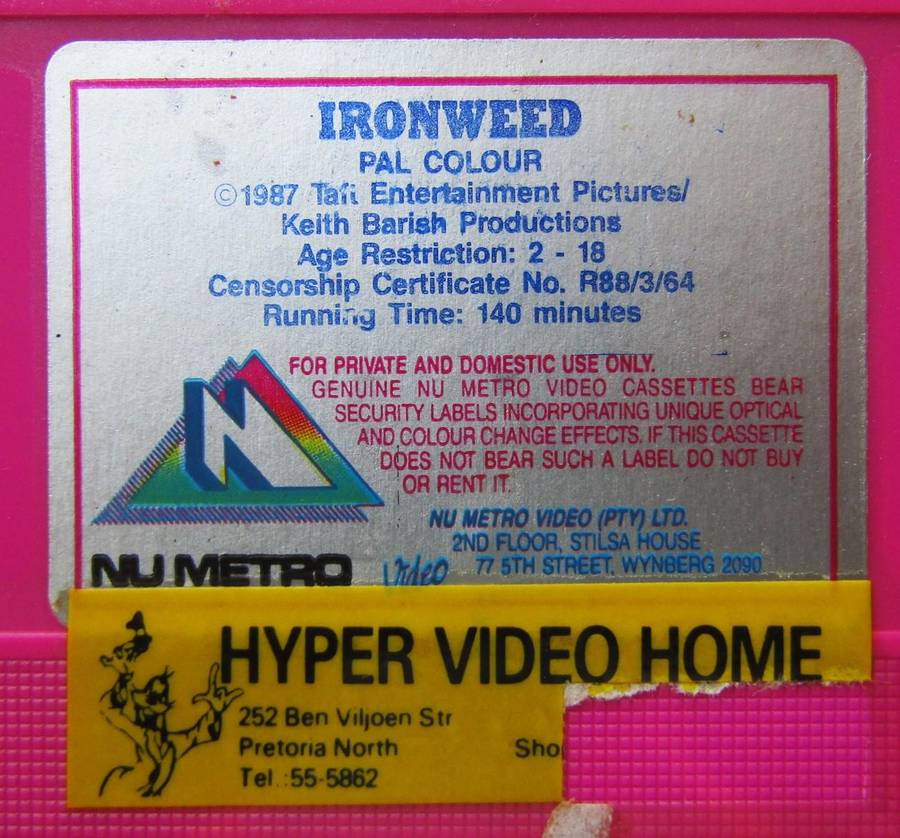 IRONWEED
PAL COLOUR
©1987 Taft Entertainment Pictures/
Keith Barish Productions
Age Restriction: 2 - 18
Censorship Certificate No. R88/3/64
Running Time: 140 minutes
FOR PRIVATE AND DOMESTIC USE ONLY.
GENUINE NU METRO VIDEO CASSETTES BEAR
SECURITY LABELS INCORPORATING UNIQUE OPTICAL
AND COLOUR CHANGE EFFECTS. IF THIS CASSETTE
DOES NOT BEAR SUCH A LABEL DO NOT BUY
OR RENT IT.
N
NU METRO VIDEO (PTY) LTD.
2ND FLOOR, STILSA HOUSE
77 5TH STREET, WYNBERG 2090
NU METRO Video
HYPER VIDEO HOME
252 Ben Viljoen Str
Pretoria North
Tel.:55-5862